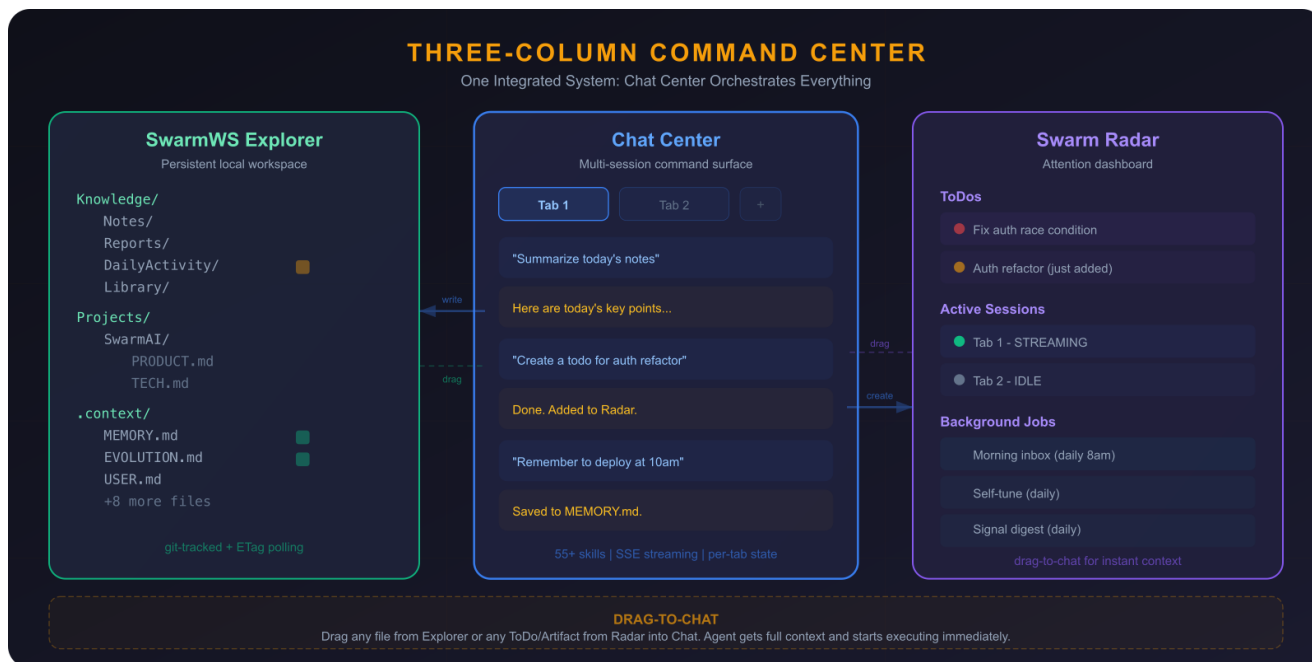 THREE-COLUMN COMMAND CENTER
One Integrated System: Chat Center Orchestrates Everything
SwarmWS Explorer
Persistent local workspace
Knowledge/
Notes/
Reports/
DailyActivity/
Library/
Projects/
SwarmAI/
PRODUCT.md
TECH.md
.context/
MEMORY.md
EVOLUTION.md
USER.md
+8 more files
git-tracked + ETag polling
write
drag
Chat Center
Multi-session command surface
Tab 1
Tab 2
+
"Summarize today's notes"
Here are today's key points...
"Create a todo for auth refactor"
Done. Added to Radar.
"Remember to deploy at 10am"
Saved to MEMORY.md.
55+ skills | SSE streaming | per-tab state
drag
create
Swarm Radar
Attention dashboard
ToDos
Fix auth race condition
Auth refactor (just added)
Active Sessions
Tab 1 - STREAMING
Tab 2 - IDLE
Background Jobs
Morning inbox (daily 8am)
Self-tune (daily)
Signal digest (daily)
drag-to-chat for instant context
DRAG-TO-CHAT
Drag any file from Explorer or any ToDo/Artifact from Radar into Chat. Agent gets full context and starts executing immediately.